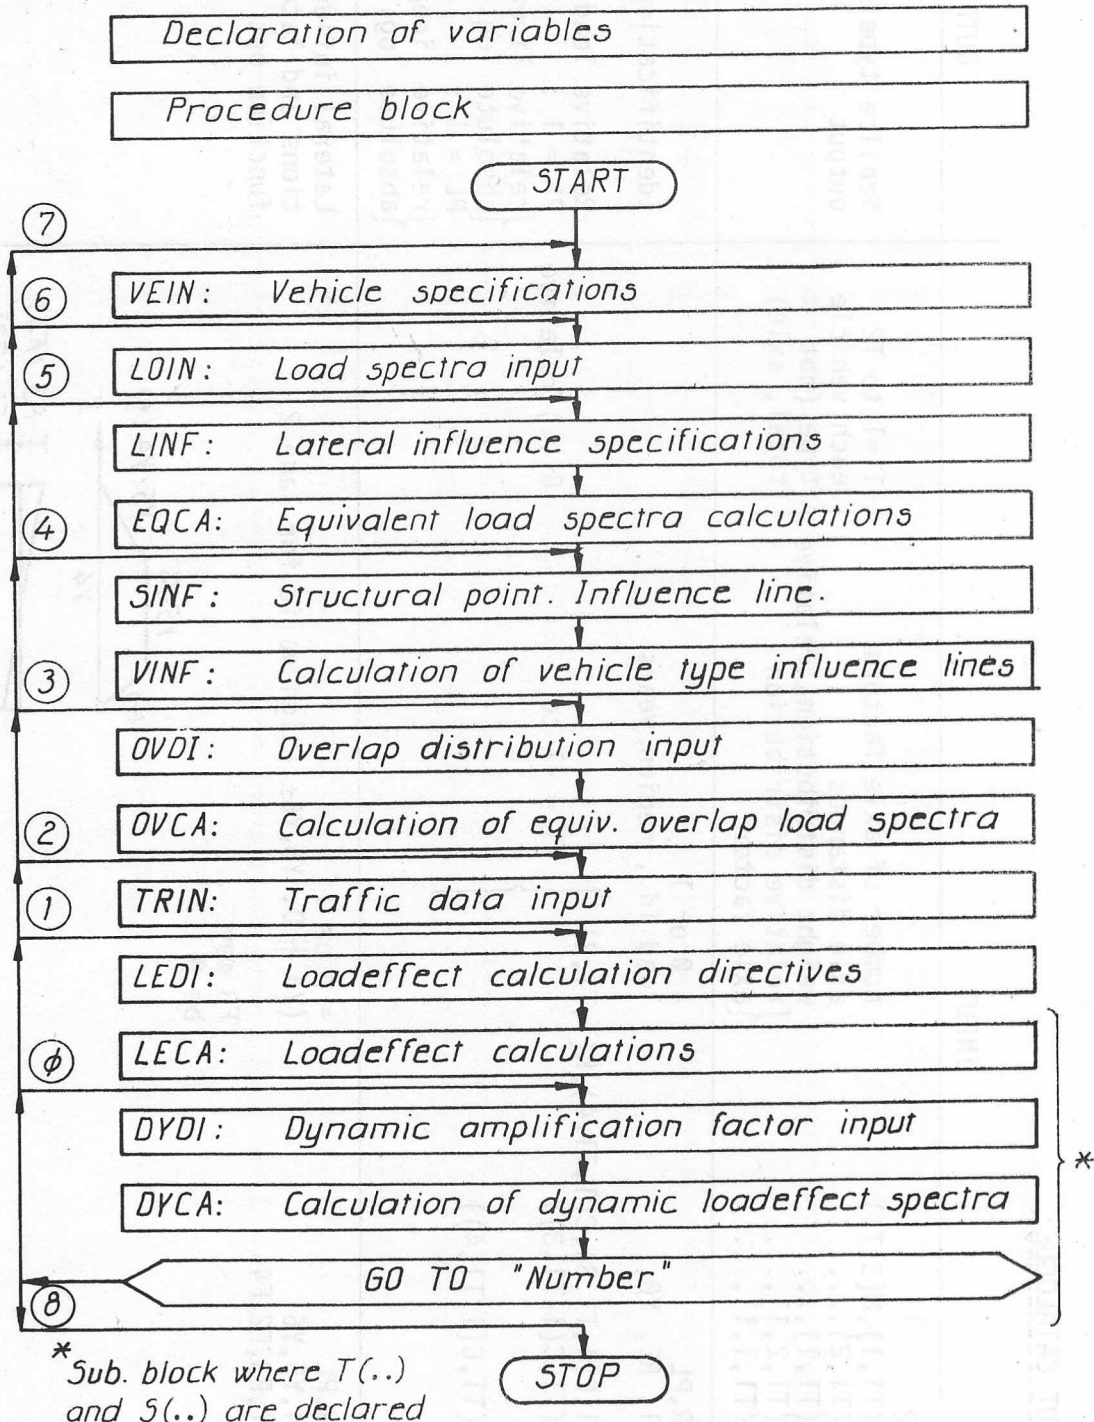 Declaration of variables
Procedure block
START
7
6
VEIN: Vehicle specifications
5
LOIN: Load spectra input
LINF: Lateral influence specifications
4
EQCA: Equivalent load spectra calculations
SINF: Structural point. Influence line.
3
VINF: Calculation of vehicle type influence lines
OVDI: Overlap distribution input
2
OVCA: Calculation of equiv. overlap load spectra
1
TRIN: Traffic data input
LEDI: Loadeffect calculation directives
ϕ
LECA: Loadeffect calculations
DYDI: Dynamic amplification factor input
*
DYCA: Calculation of dynamic loadeffect spectra
GO TO "Number"
8
STOP
* Sub. block where T(..)
and S(..) are declared